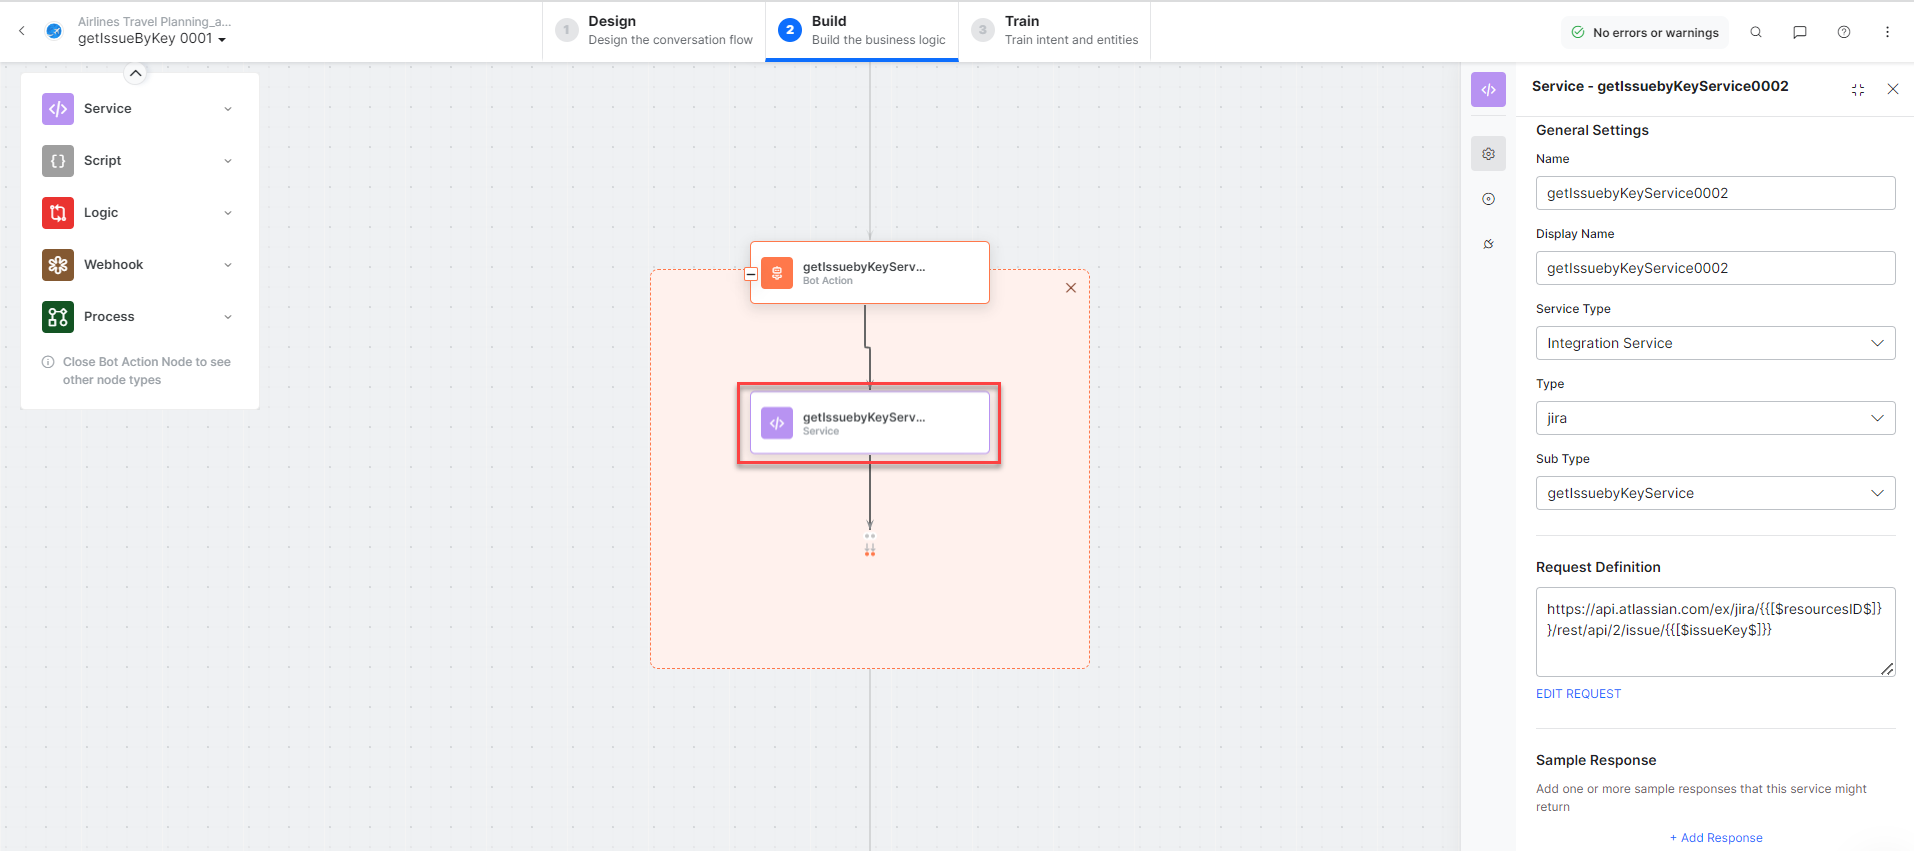 Airlines Travel Planning_a...
getIssueByKey 0001
1
Design
Design the conversation flow
2
Build
Build the business logic
3
Train
Train intent and entities
No errors or warnings
Service
Script
Logic
Webhook
Process
Close Bot Action Node to see
other node types
getIssuebyKeyServ...
Bot Action
getIssuebyKeyServ...
Service
Service - getIssuebyKeyService0002
General Settings
Name
getIssuebyKeyService0002
Display Name
getIssuebyKeyService0002
Service Type
Integration Service
Type
jira
Sub Type
getIssuebyKeyService
Request Definition
https://api.atlassian.com/ex/jira/{{[$resourcesID$]}
}/rest/api/2/issue/{{[$issueKey$]}}
EDIT REQUEST
Sample Response
Add one or more sample responses that this service might
return
+ Add Response